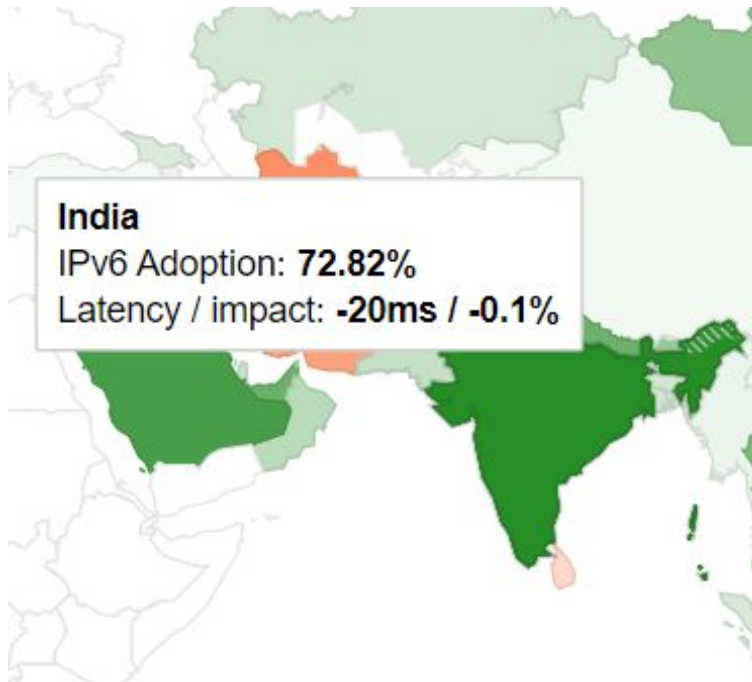 India
IPv6 Adoption: 72.82%
Latency / impact: -20ms / -0.1%